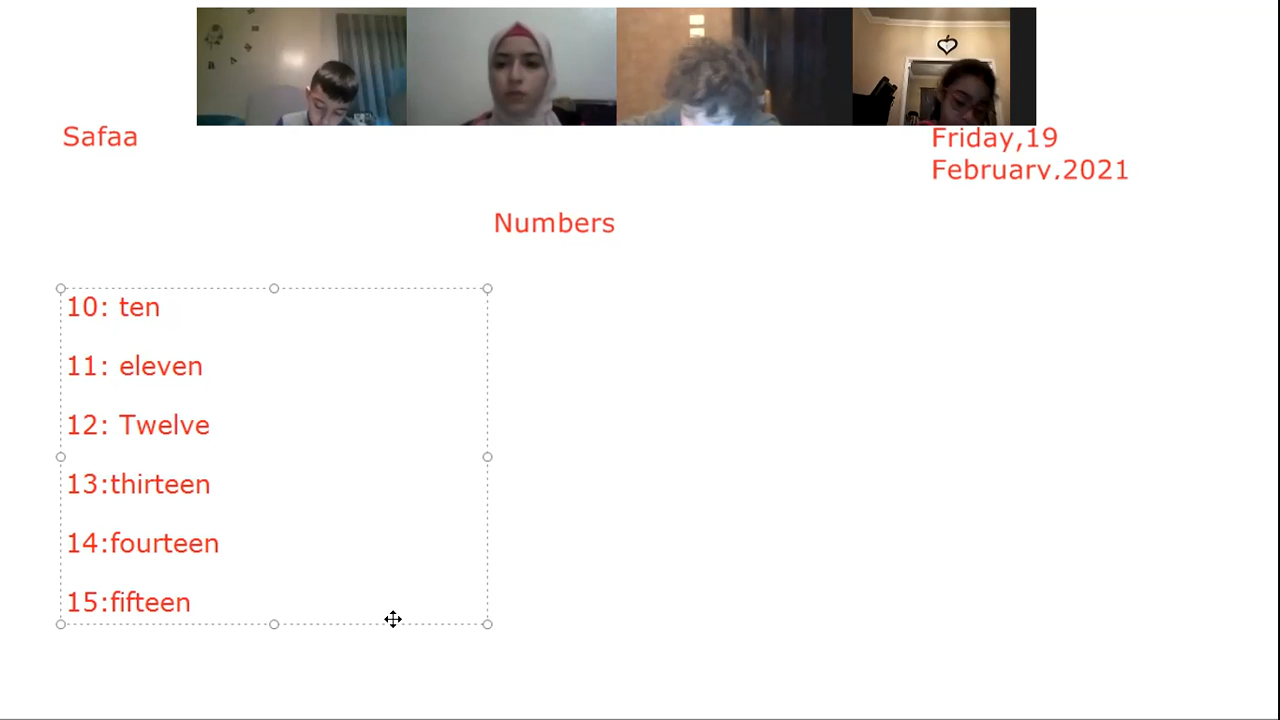 Safaa
Friday,19
February.2021
Numbers
10: ten
11: eleven
12: Twelve
13:thirteen
14:fourteen
15:fifteen